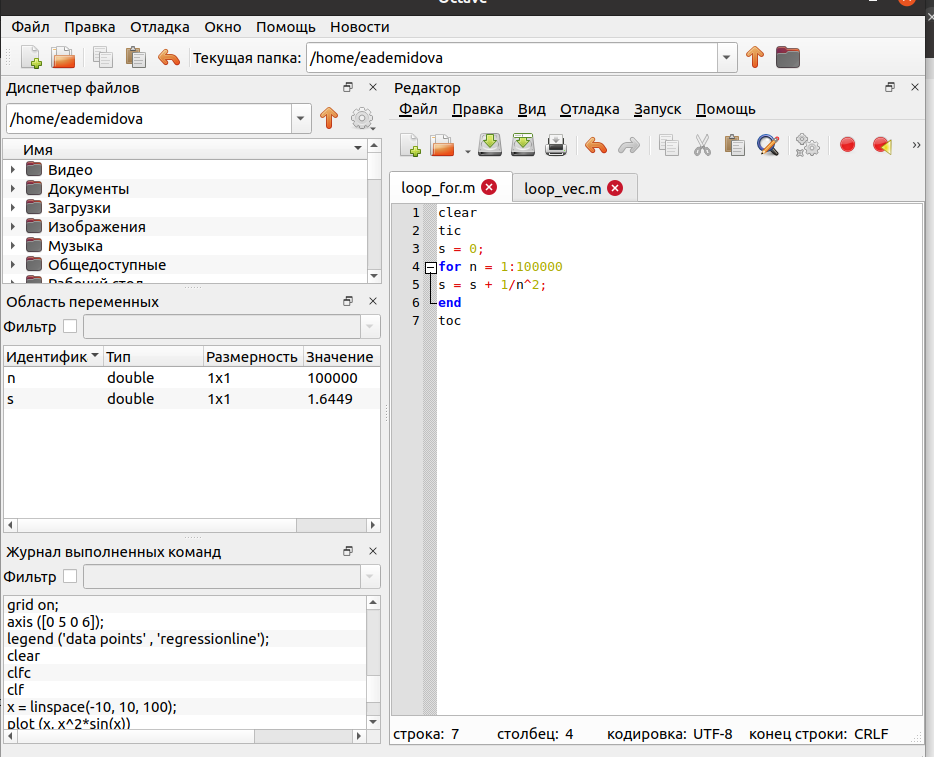 Octave
Файл Правка Отладка Окно Помощь Новости
Текущая папка: /home/eademidova
Диспетчер файлов
/home/eademidova
Имя
Видео
Документы
Загрузки
Изображения
Музыка
Общедоступные
Рабочий стол
Область переменных
Фильтр
Идентифик Тип Размерность Значение
n double 1x1 100000
s double 1x1 1.6449
Журнал выполненных команд
Фильтр
grid on;
axis ([0 5 0 6]);
legend ('data points' , 'regressionline');
clear
clfc
clf
x = linspace(-10, 10, 100);
plot (x, x^2*sin(x))
Редактор
Файл Правка Вид Отладка Запуск Помощь
loop_for.m loop_vec.m
1 clear
2 tic
3 s = 0;
4 for n = 1:100000
5 s = s + 1/n^2;
6 end
7 toc
строка: 7 столбец: 4 кодировка: UTF-8 конец строки: CRLF